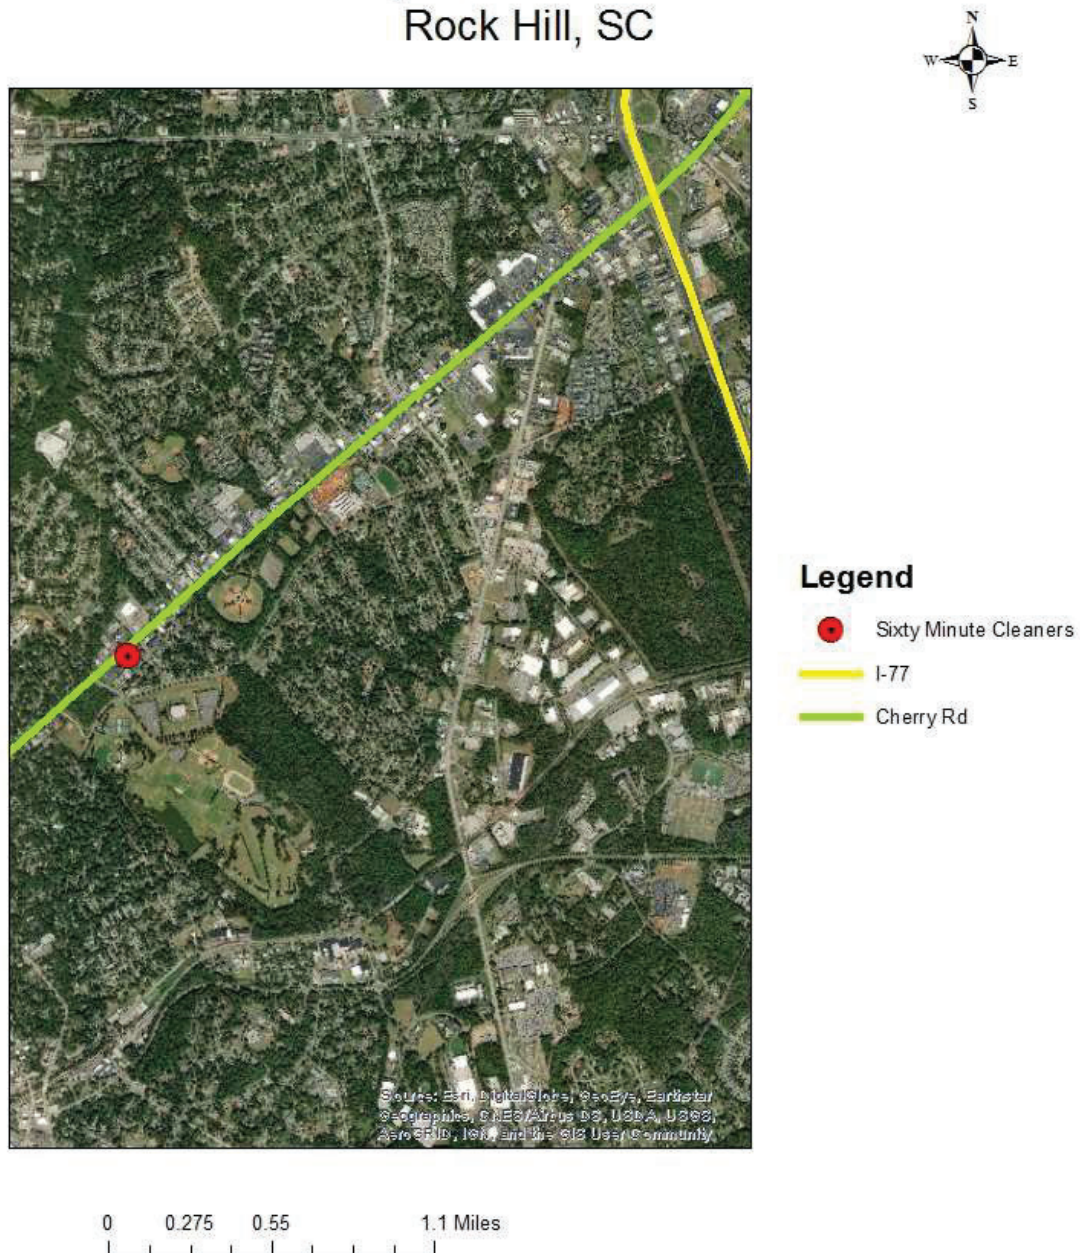 Rock Hill, SC
N
W E
S
Legend
Sixty Minute Cleaners
I-77
Cherry Rd
Source: Esri, DigitalGlobe, GeoEye, Earthstar
Geographics, CNES/Airbus DS, USDA, USGS,
AeroGRID, IGN, and the GIS User Community
0 0.275 0.55 1.1 Miles